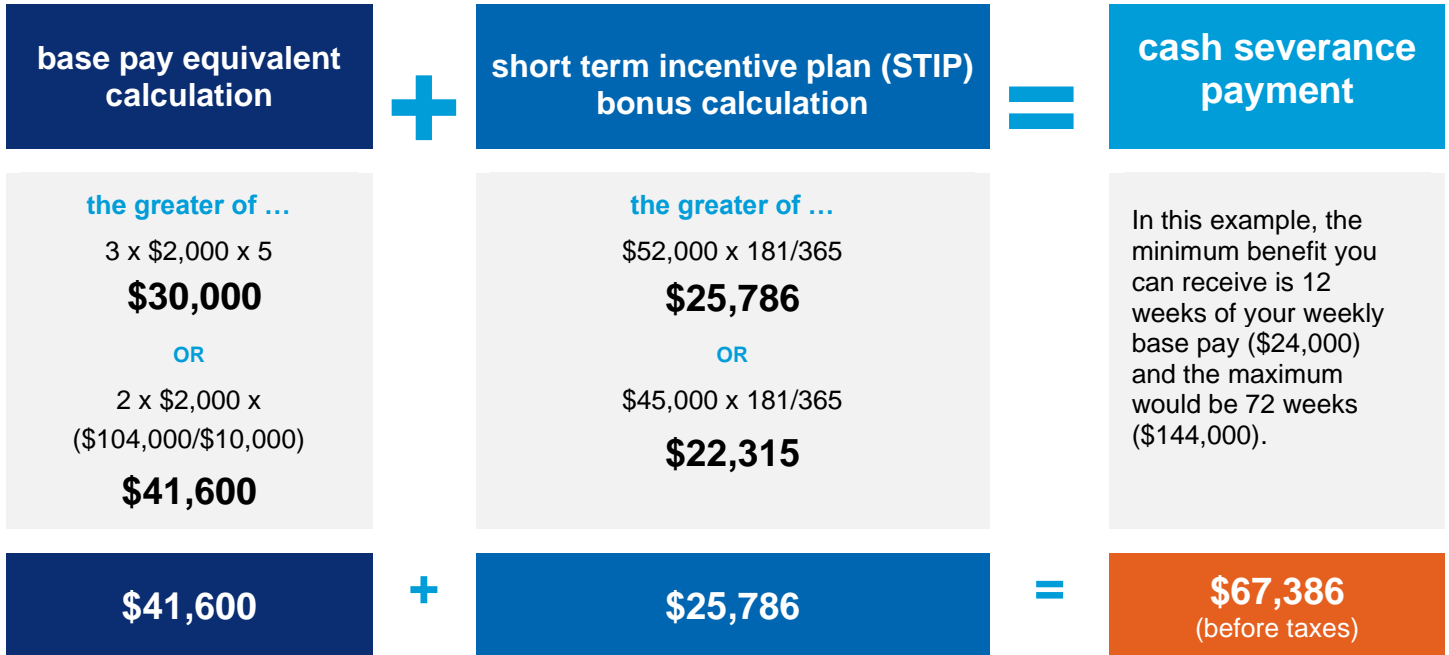 base pay equivalent
calculation
+
short term incentive plan (STIP)
bonus calculation
=
cash severance
payment
the greater of …
3 x $2,000 x 5
$30,000
OR
2 x $2,000 x
($104,000/$10,000)
$41,600
the greater of …
$52,000 x 181/365
$25,786
OR
$45,000 x 181/365
$22,315
In this example, the
minimum benefit you
can receive is 12
weeks of your weekly
base pay ($24,000)
and the maximum
would be 72 weeks
($144,000).
$41,600
+
$25,786
=
$67,386
(before taxes)